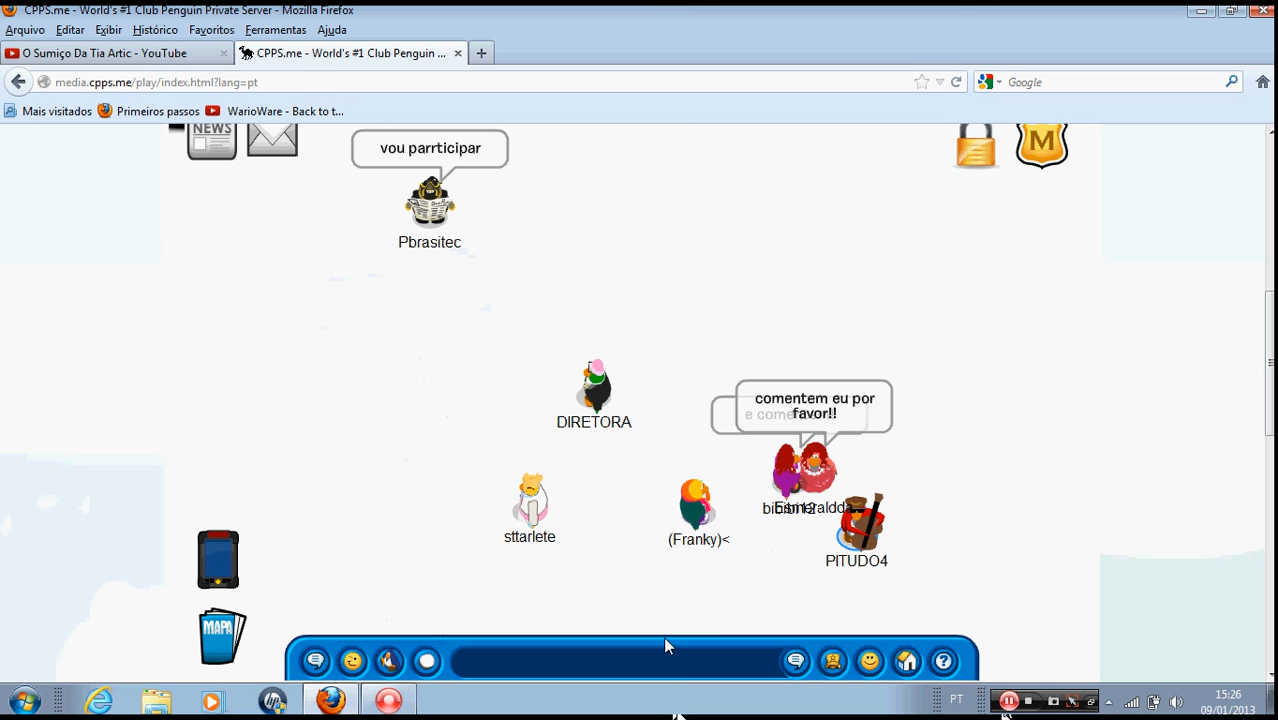 CPPS.me - World's #1 Club Penguin Private Server - Mozilla Firefox
Arquivo Editar Exibir Histórico Favoritos Ferramentas Ajuda
O Sumiço Da Tia Artic - YouTube
CPPS.me - World's #1 Club Penguin ...
media.cpps.me/play/index.html?lang=pt
Google
Mais visitados
Primeiros passos
WarioWare - Back to t...
NEWS
M
vou parrticipar
Pbrasitec
DIRETORA
comentem eu por
favor!!
e come
sttarlete
(Franky)<
Esmeraldda
PITUDO4
MAPA
?
PT
15:26
09/01/2013